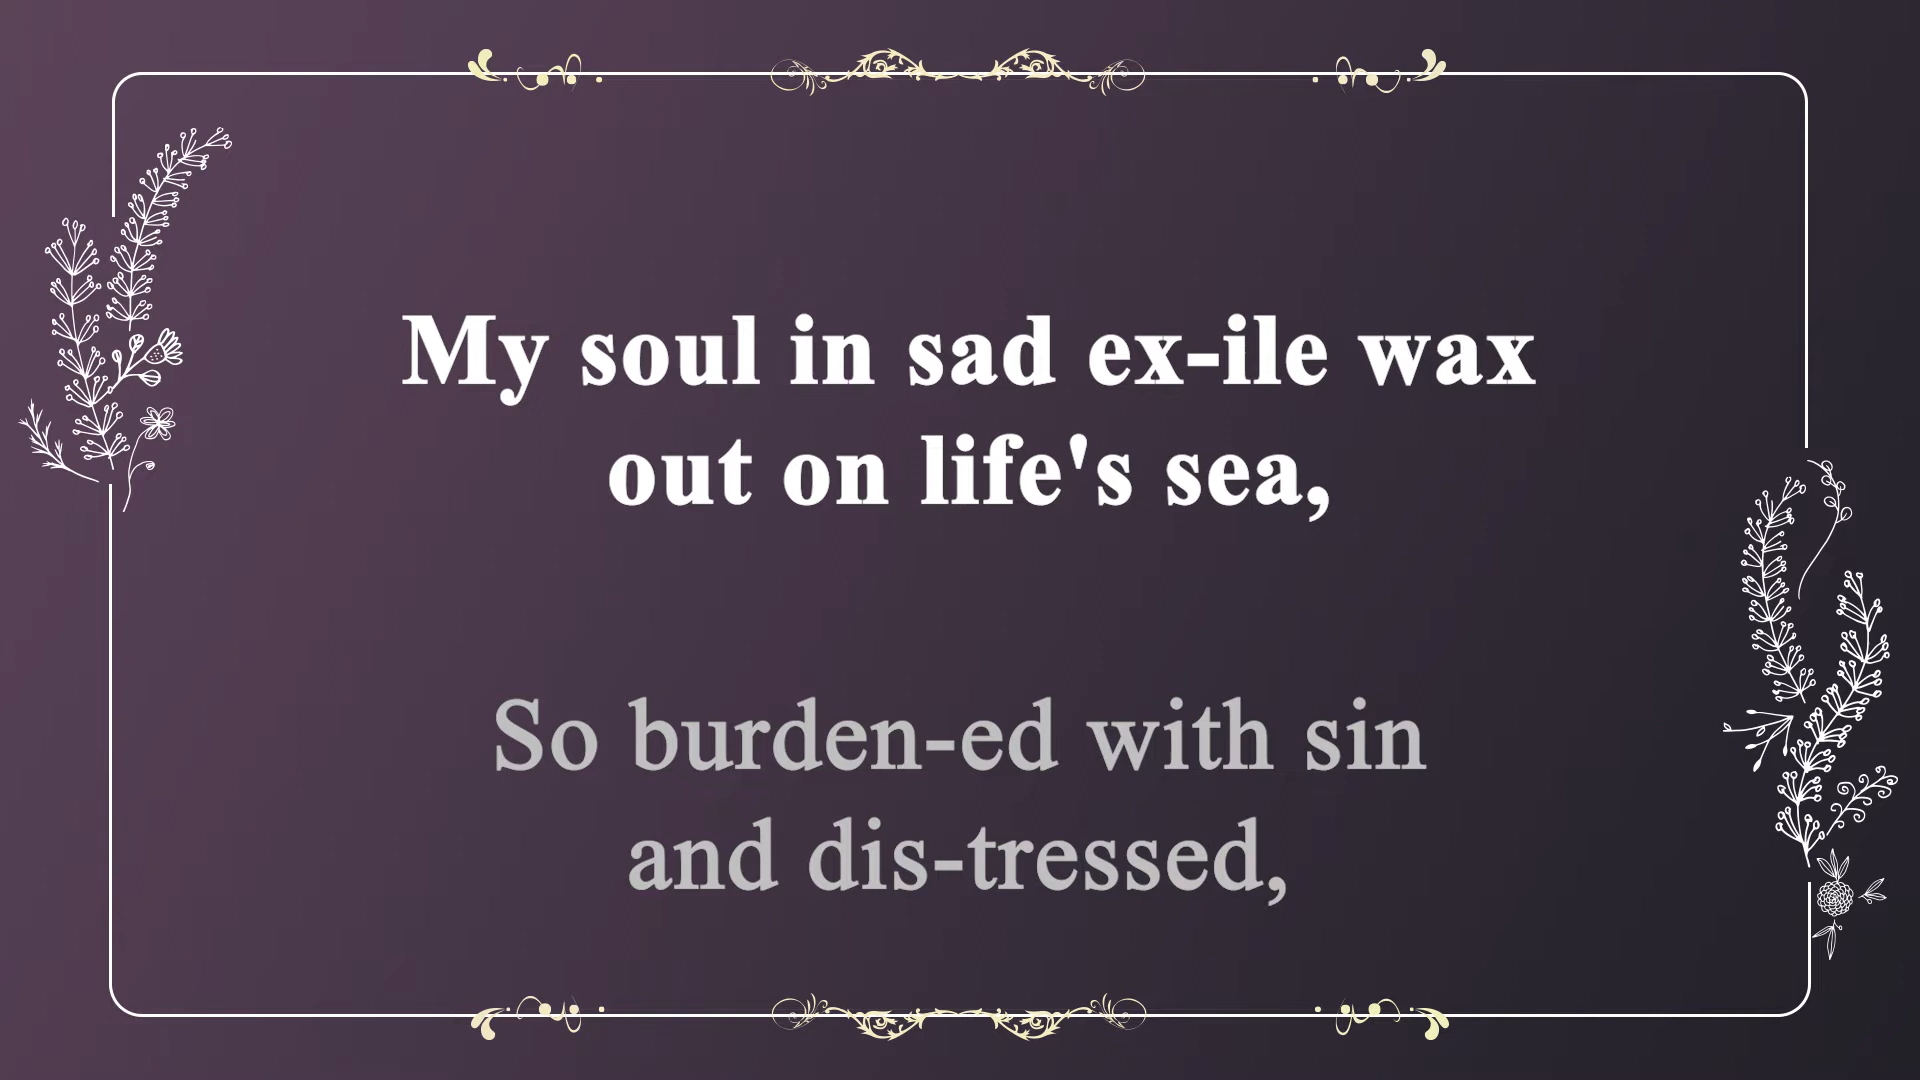 My soul in sad ex-ile wax
out on life's sea,
So burden-ed with sin
and dis-tressed,